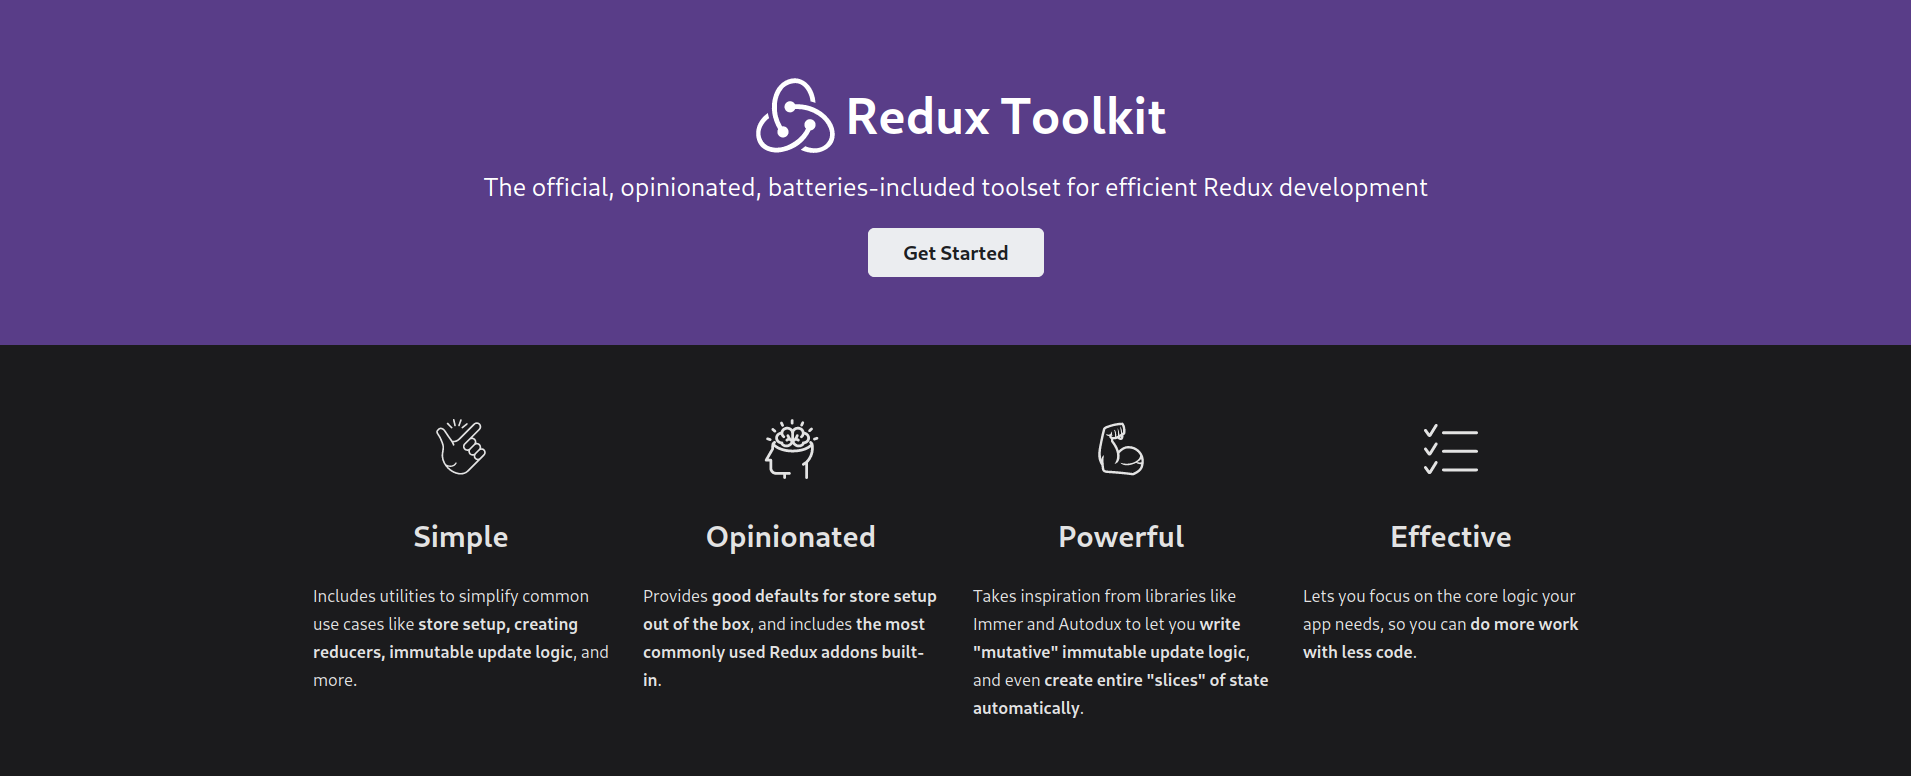 Redux Toolkit
The official, opinionated, batteries-included toolset for efficient Redux development
Get Started
Simple
Includes utilities to simplify common
use cases like store setup, creating
reducers, immutable update logic, and
more.
Opinionated
Provides good defaults for store setup
out of the box, and includes the most
commonly used Redux addons built-
in.
Powerful
Takes inspiration from libraries like
Immer and Autodux to let you write
"mutative" immutable update logic,
and even create entire "slices" of state
automatically.
Effective
Lets you focus on the core logic your
app needs, so you can do more work
with less code.